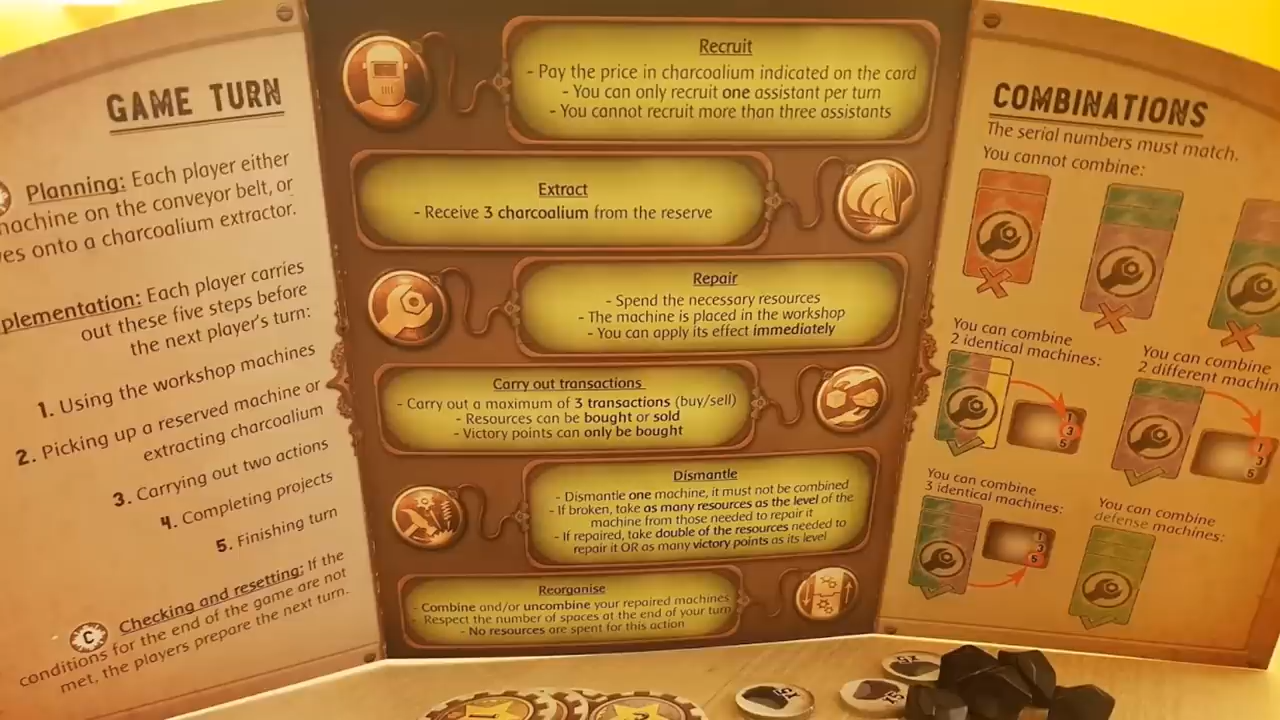 GAME TURN
Planning: Each player either
machine on the conveyor belt, or
ves onto a charcoalium extractor.
plementation: Each player carries
out these five steps before
the next player's turn:
1. Using the workshop machines
2. Picking up a reserved machine or
extracting charcoalium
3. Carrying out two actions
4. Completing projects
5. Finishing turn
C Checking and resetting: If the
conditions for the end of the game are not
met, the players prepare the next turn.
Recruit
- Pay the price in charcoalium indicated on the card
- You can only recruit one assistant per turn
- You cannot recruit more than three assistants
Extract
- Receive 3 charcoalium from the reserve
Repair
- Spend the necessary resources
- The machine is placed in the workshop
- You can apply its effect immediately
Carry out transactions
- Carry out a maximum of 3 transactions (buy/sell)
- Resources can be bought or sold
- Victory points can only be bought
Dismantle
- Dismantle one machine, it must not be combined
- If broken, take as many resources as the level of the
machine from those needed to repair it
- If repaired, take double of the resources needed to
repair it OR as many victory points as its level
Reorganise
- Combine and/or uncombine your repaired machines
- Respect the number of spaces at the end of your turn
- No resources are spent for this action
COMBINATIONS
The serial numbers must match.
You cannot combine:
You can combine
2 identical machines:
1
3
5
You can combine
2 different machin
1
3
5
You can combine
3 identical machines:
1
3
5
You can combine
defense machines:
x5